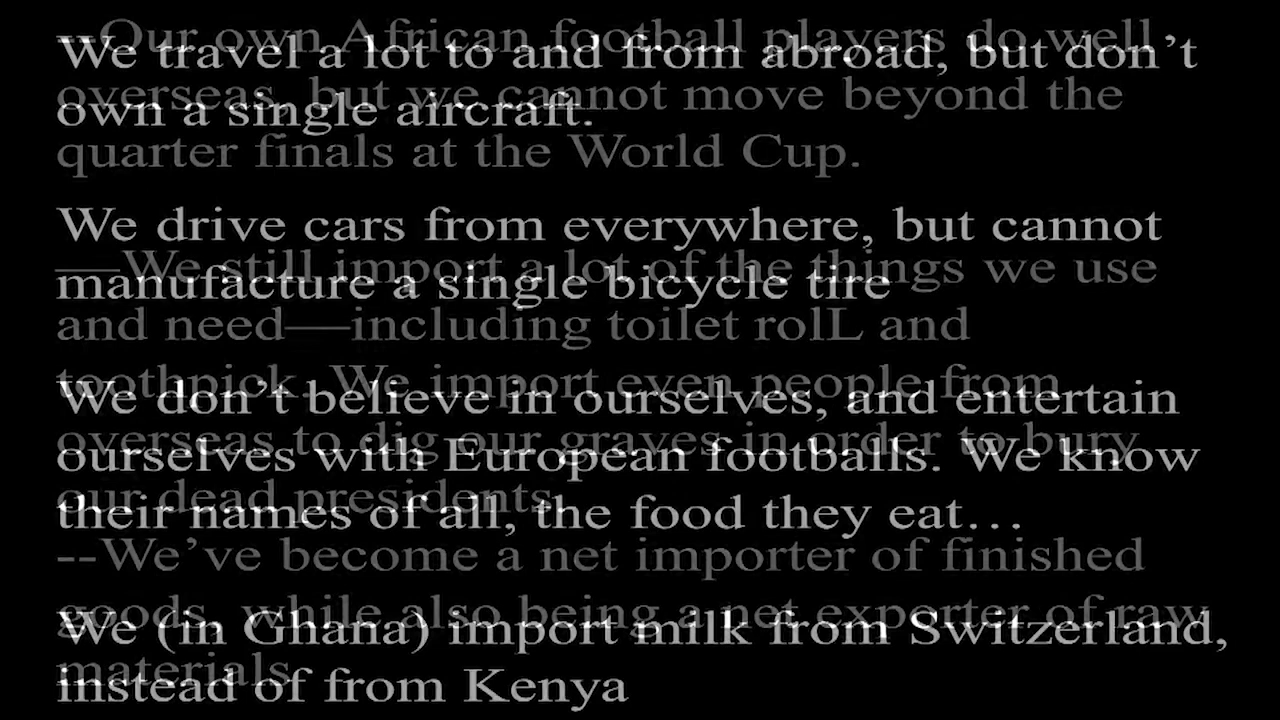 We travel a lot to and from abroad, but don’t
own a single aircraft.
We drive cars from everywhere, but cannot
manufacture a single bicycle tire
We don’t believe in ourselves, and entertain
ourselves with European footballs. We know
their names of all, the food they eat…
We (in Ghana) import milk from Switzerland,
instead of from Kenya
--Our own African football players do well
overseas, but we cannot move beyond the
quarter finals at the World Cup.
—We still import a lot of the things we use
and need—including toilet rolL and
toothpick. We import even people from
overseas to dig our graves in order to bury
our dead presidents.
--We’ve become a net importer of finished
goods, while also being a net exporter of raw
materials